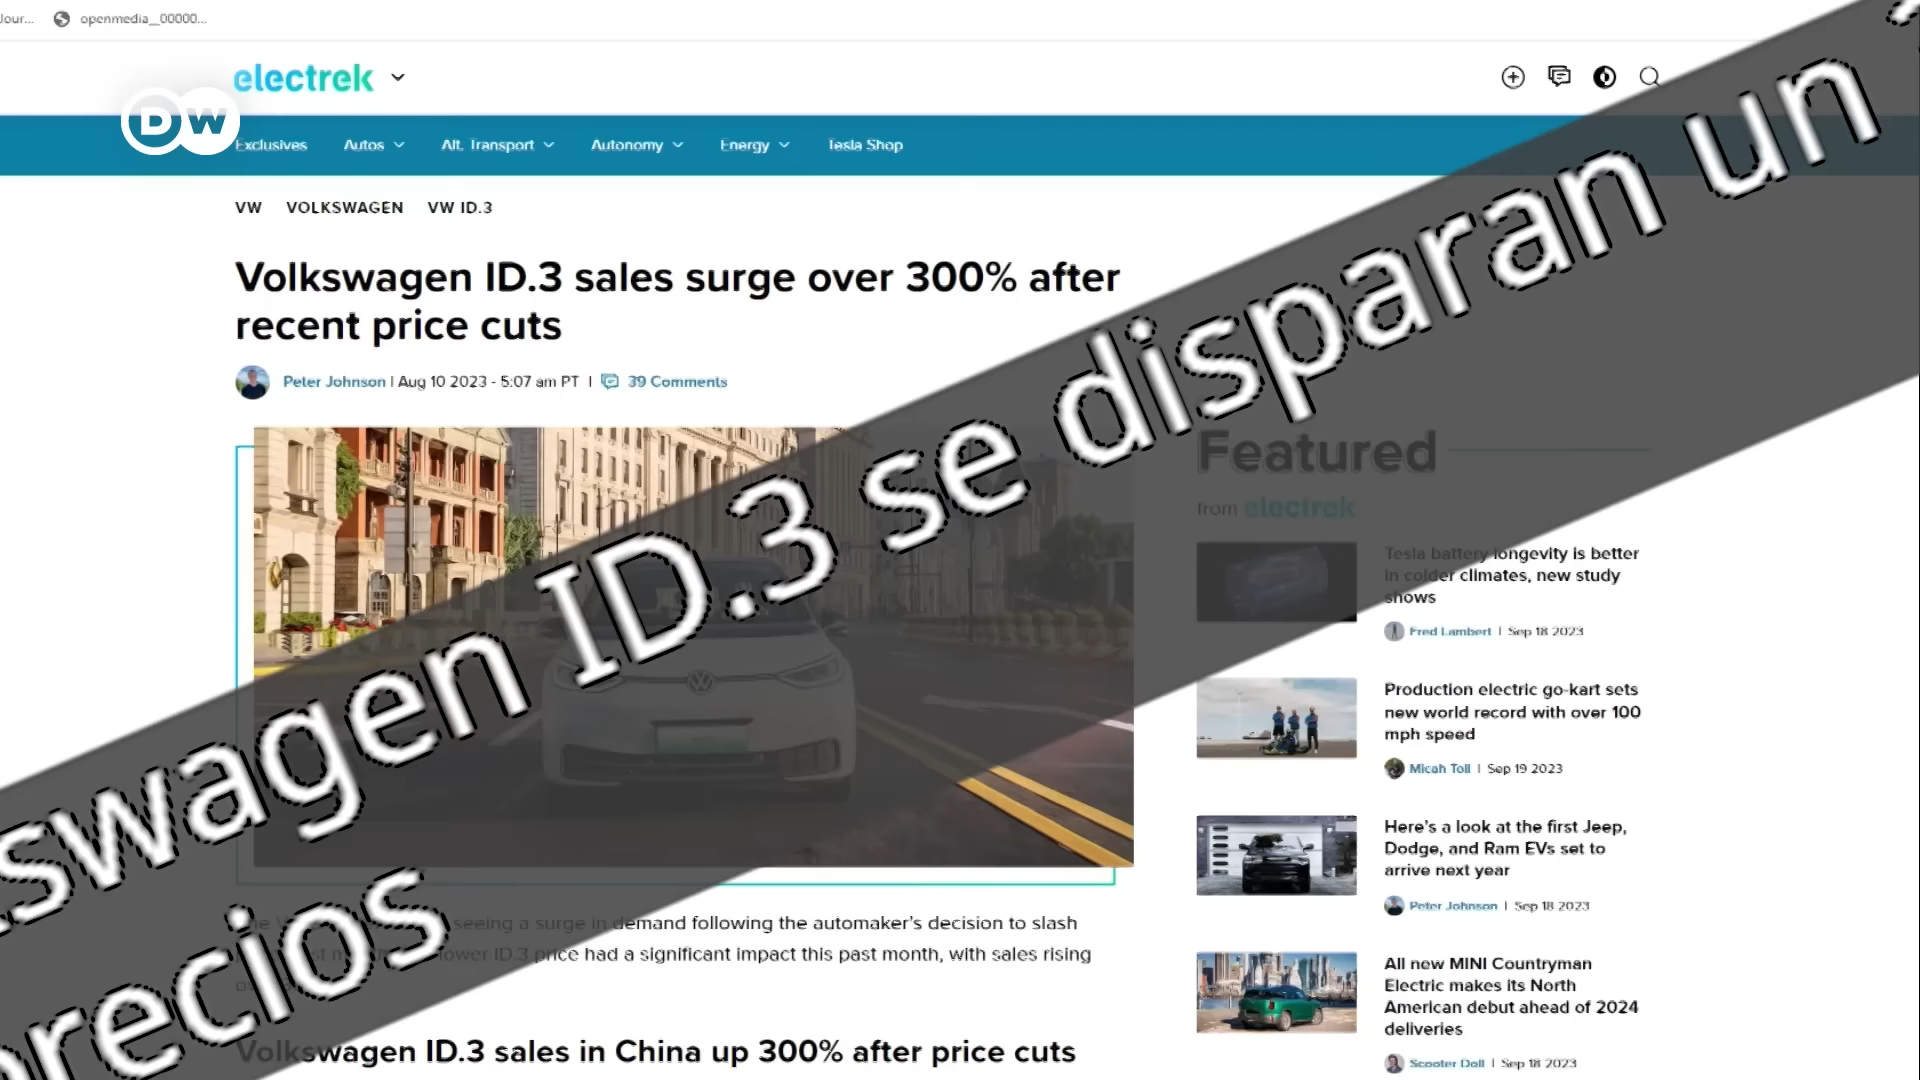 Jour...
openmedia_00000...
electrek
DW
Exclusives
Autos
Alt. Transport
Autonomy
Energy
Tesla Shop
VW VOLKSWAGEN VW ID.3
Volkswagen ID.3 sales surge over 300% after
recent price cuts
Peter Johnson | Aug 10 2023 - 5:07 am PT | 39 Comments
swagen ID.3 se disparan un
precios
Featured
from electrek
Tesla battery longevity is better
in colder climates, new study
shows
Fred Lambert | Sep 18 2023
Production electric go-kart sets
new world record with over 100
mph speed
Micah Toll | Sep 19 2023
Here's a look at the first Jeep,
Dodge, and Ram EVs set to
arrive next year
Peter Johnson | Sep 18 2023
All new MINI Countryman
Electric makes its North
American debut ahead of 2024
deliveries
Scooter Doll | Sep 18 2023
seeing a surge in demand following the automaker's decision to slash
lower ID.3 price had a significant impact this past month, with sales rising
Volkswagen ID.3 sales in China up 300% after price cuts